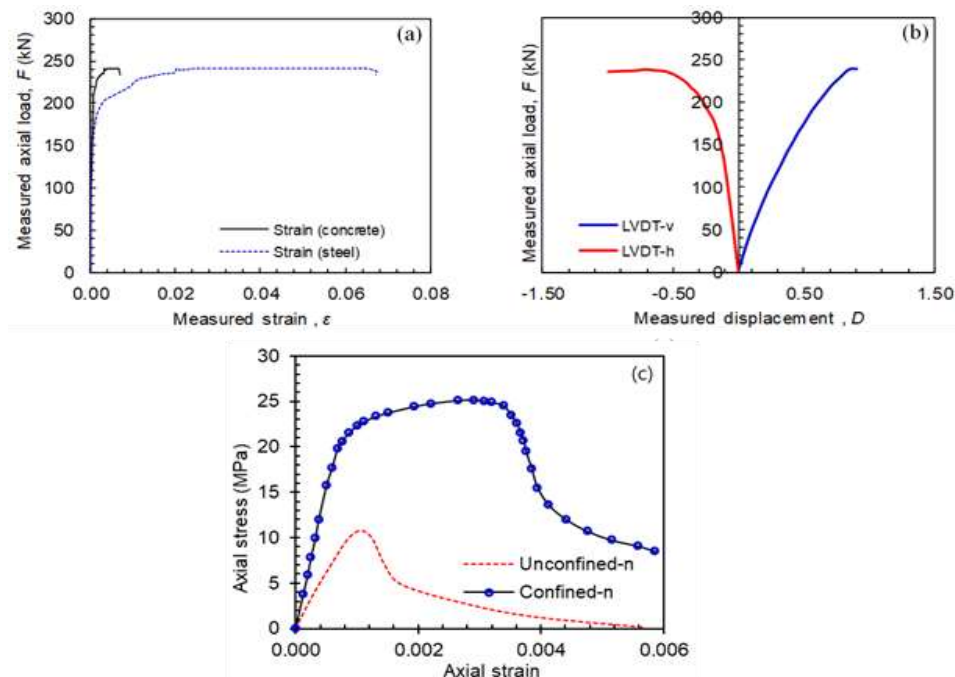 (a)
Measured axial load, F (kN)
300
250
200
150
100
50
0
Strain (concrete)
Strain (steel)
0.00 0.02 0.04 0.06 0.08
Measured strain , ε
(b)
Measured axial load, F (kN)
300
250
200
150
100
50
0
LVDT-v
LVDT-h
-1.50 -0.50 0.50 1.50
Measured displacement , D
(c)
Axial stress (MPa)
30
25
20
15
10
5
0
Unconfined-n
Confined-n
0.000 0.002 0.004 0.006
Axial strain